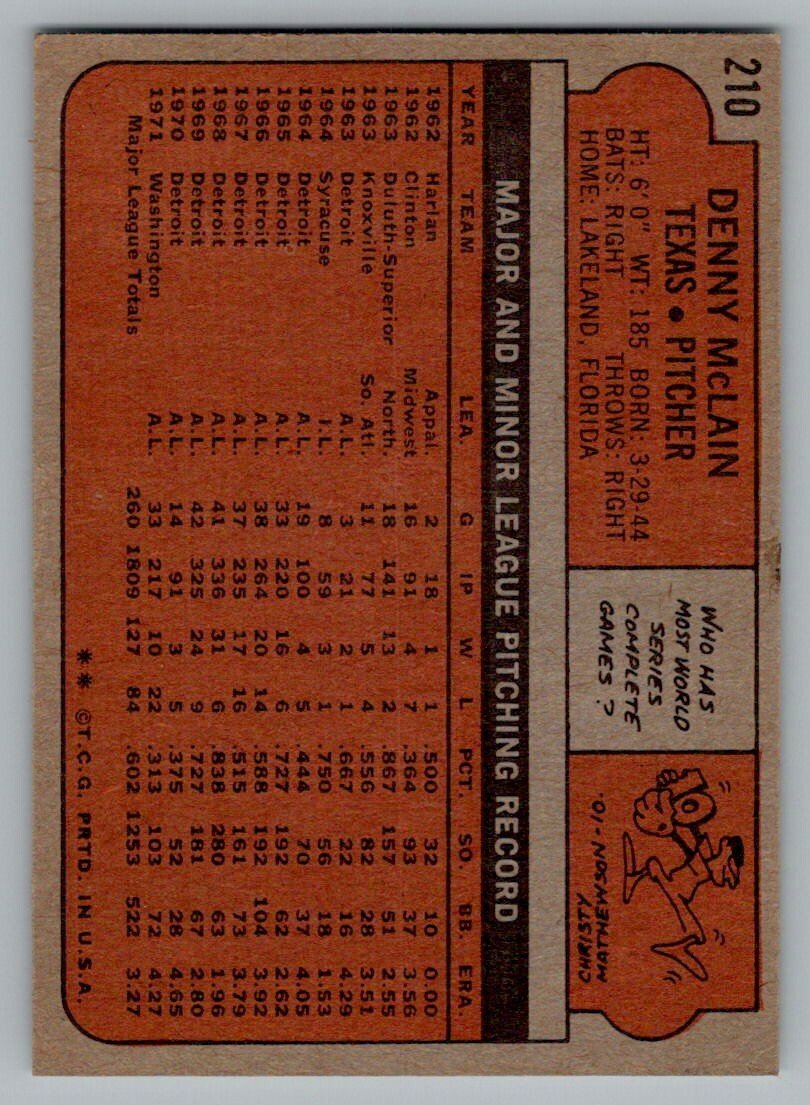 210
DENNY McLAIN
TEXAS • PITCHER
HT: 6'0" WT: 185 BORN: 3-29-44
BATS: RIGHT THROWS: RIGHT
HOME: LAKELAND, FLORIDA
WHO HAS
MOST WORLD
SERIES
COMPLETE
GAMES?
10
CHRISTY
MATHEWSON-10.
MAJOR AND MINOR LEAGUE PITCHING RECORD
YEAR TEAM LEA. G IP W L PCT. SO. BB. ERA.
1962 Harlan Appal. 2 18 1 1 .500 32 10 0.00
1962 Clinton Midwest 16 91 4 7 .364 93 37 3.56
1963 Duluth-Superior North. 18 141 13 2 .867 157 51 2.55
1963 Knoxville So. Atl. 11 77 5 4 .556 82 28 3.51
1963 Detroit A.L. 3 21 2 1 .667 22 16 4.29
1964 Syracuse I.L. 8 59 3 1 .750 56 18 1.53
1964 Detroit A.L. 19 100 4 5 .444 70 37 4.05
1965 Detroit A.L. 33 220 16 6 .727 192 62 2.62
1966 Detroit A.L. 38 264 20 14 .588 192 104 3.92
1967 Detroit A.L. 37 235 17 16 .515 161 73 3.79
1968 Detroit A.L. 41 336 31 6 .838 280 63 1.96
1969 Detroit A.L. 42 325 24 9 .727 181 67 2.80
1970 Detroit A.L. 14 91 3 5 .375 52 28 4.65
1971 Washington A.L. 33 217 10 22 .313 103 72 4.27
Major League Totals 260 1809 127 84 .602 1253 522 3.27
** ©T.C.G. PRTD. IN U.S.A.